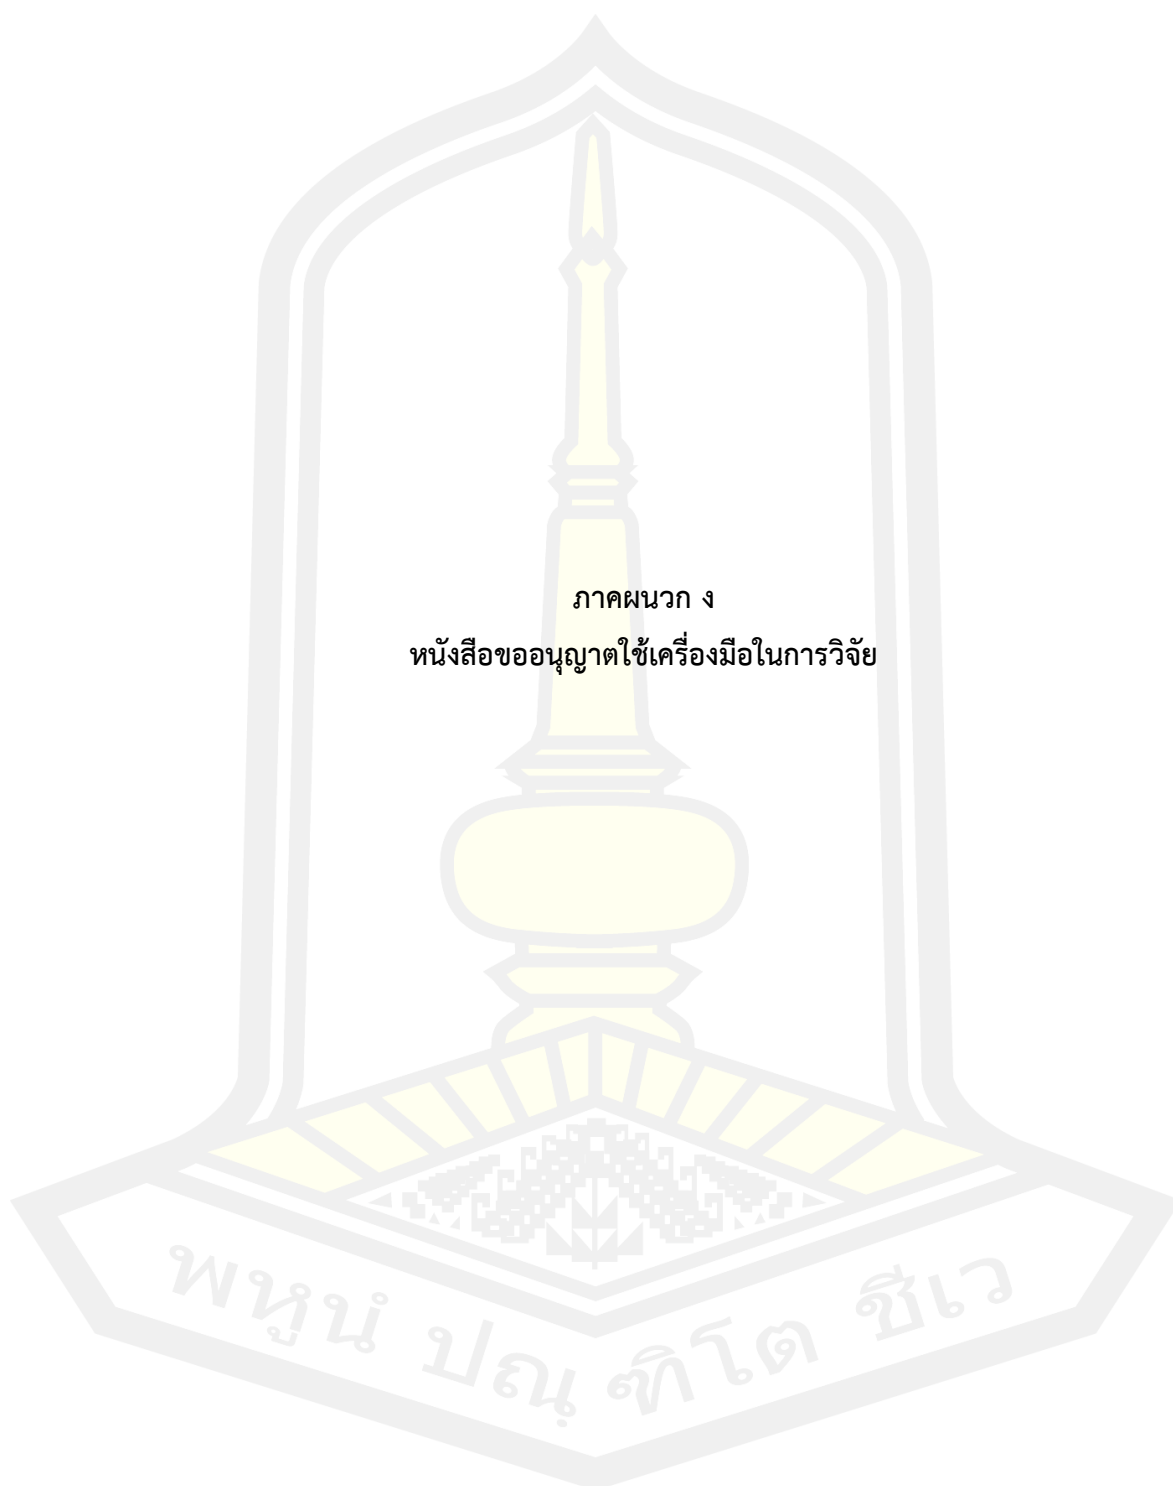 ภาคผนวก ง
หนังสือขออนุญาตใช้เครื่องมือในการวิจัย
พหูนํ ปณฺฑิโต ชีเว